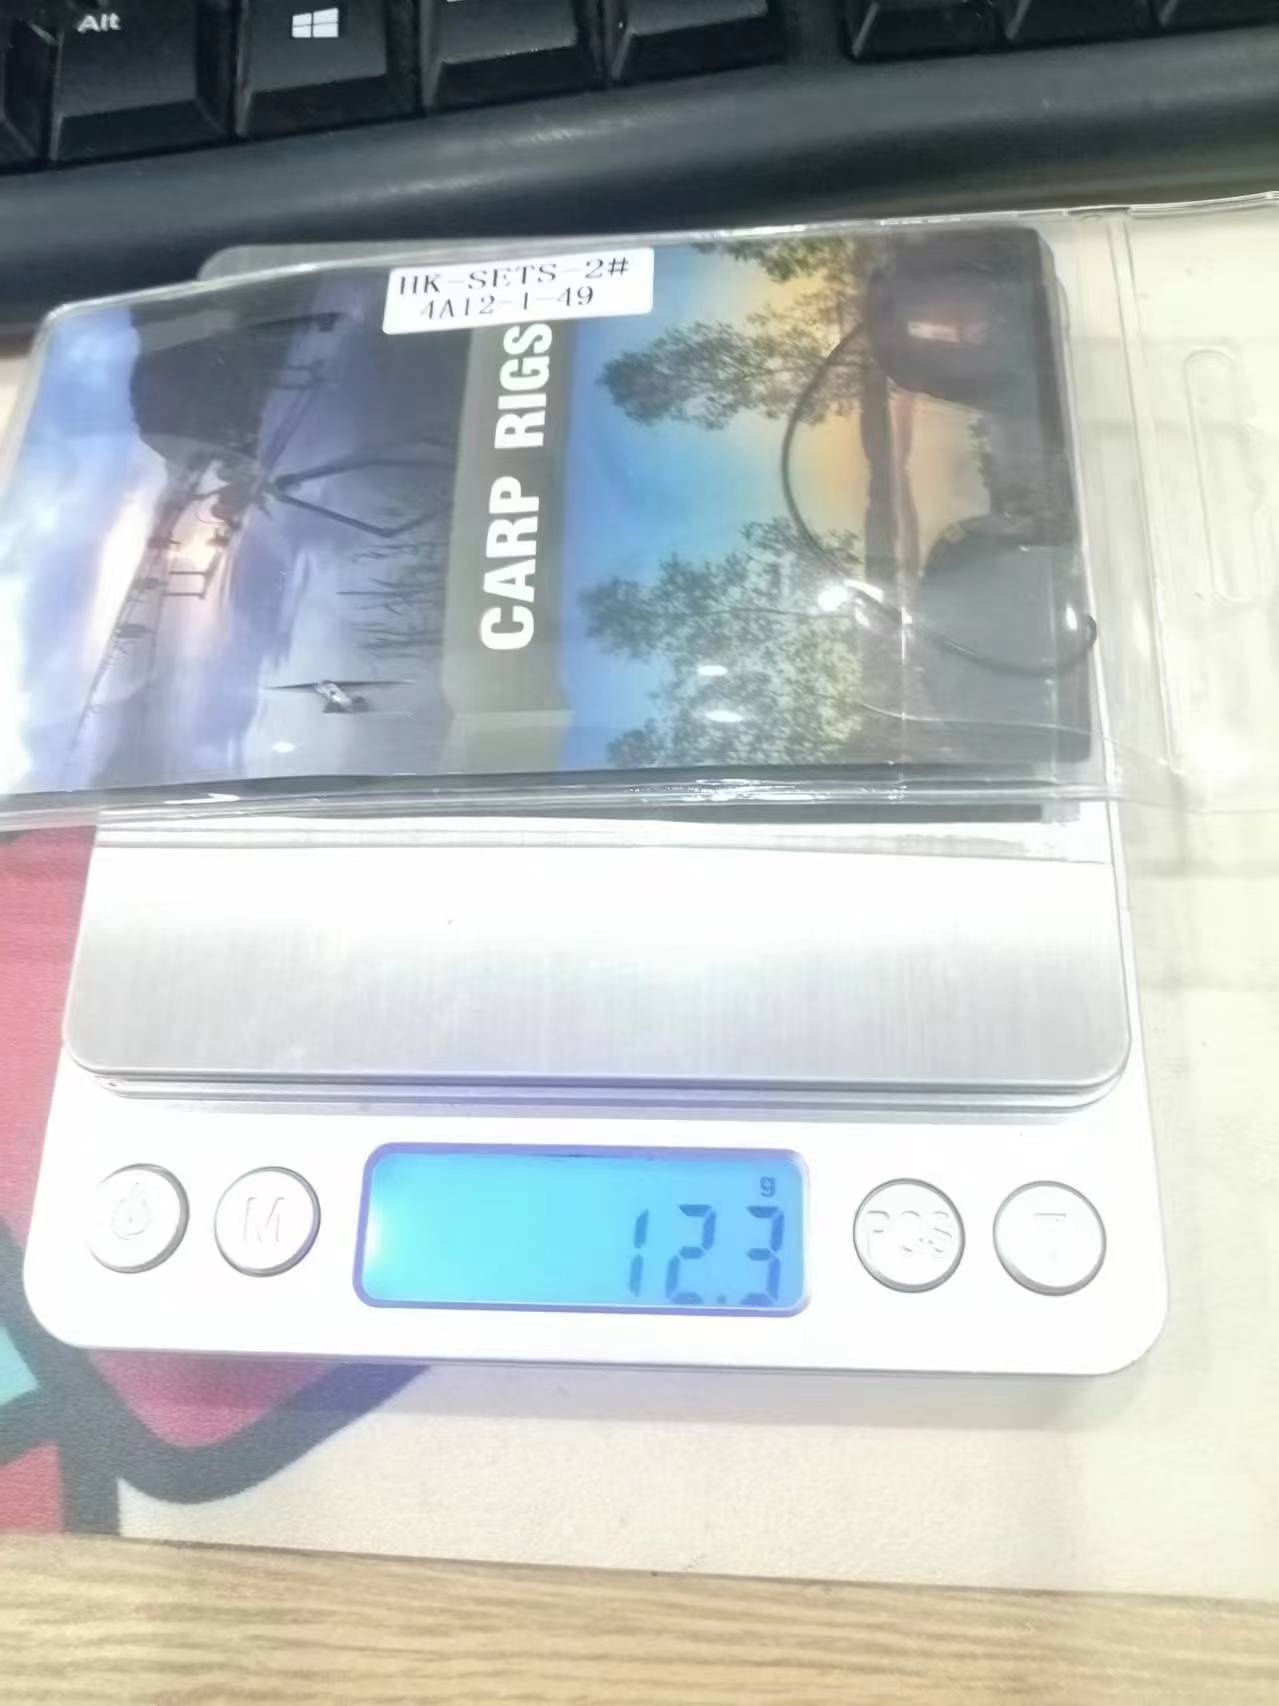 Alt
HK-SETS-2#
4A12-1-49
CARP RIGS
g
12.3
M
PCS
T